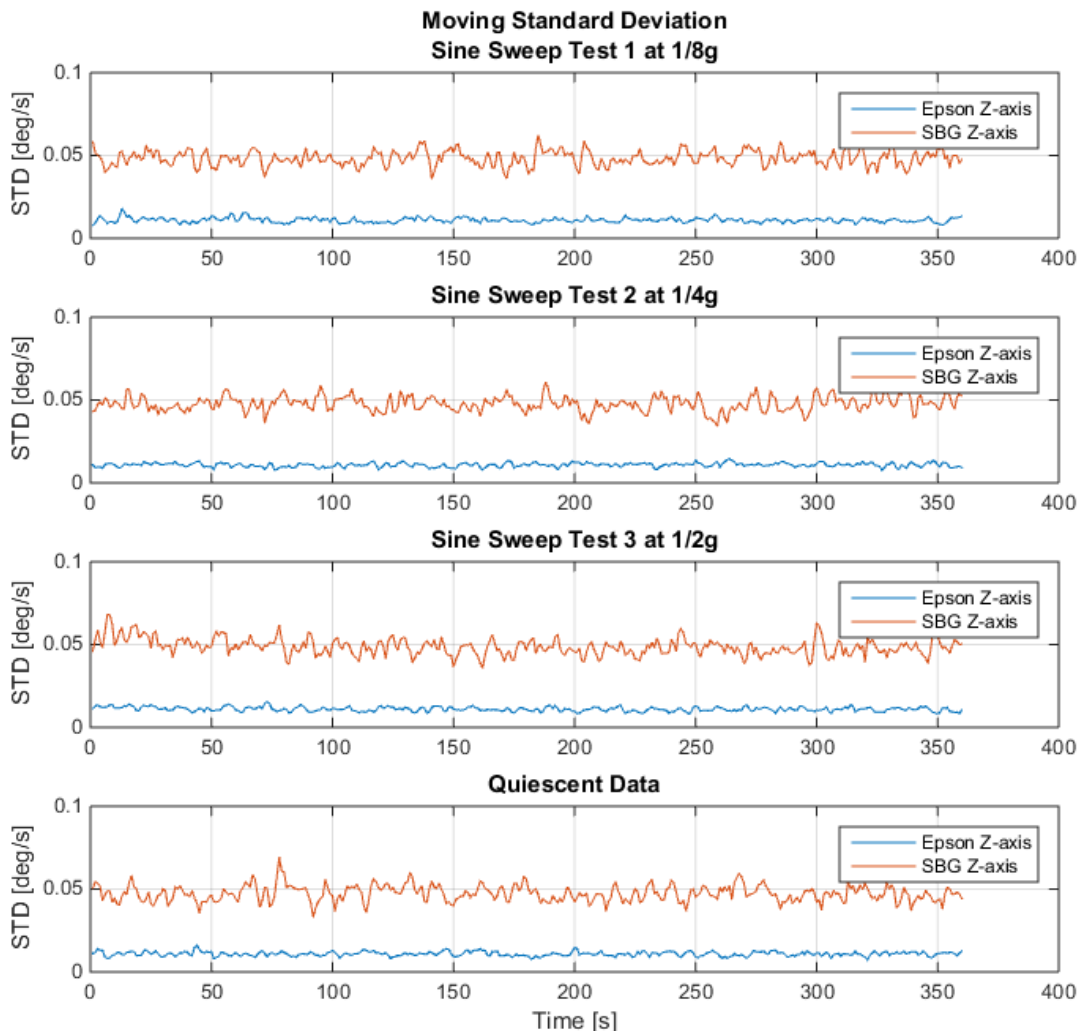 Moving Standard Deviation
Sine Sweep Test 1 at 1/8g
STD [deg/s]
0.1
0.05
0
Epson Z-axis
SBG Z-axis
0 50 100 150 200 250 300 350 400
Sine Sweep Test 2 at 1/4g
STD [deg/s]
0.1
0.05
0
Epson Z-axis
SBG Z-axis
0 50 100 150 200 250 300 350 400
Sine Sweep Test 3 at 1/2g
STD [deg/s]
0.1
0.05
0
Epson Z-axis
SBG Z-axis
0 50 100 150 200 250 300 350 400
Quiescent Data
STD [deg/s]
0.1
0.05
0
Epson Z-axis
SBG Z-axis
0 50 100 150 200 250 300 350 400
Time [s]